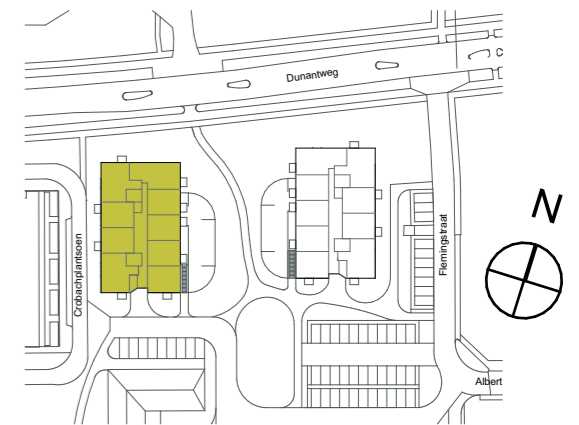 Dunantweg
C
N
Flemingstraat
Crobachplantsoen
Albert